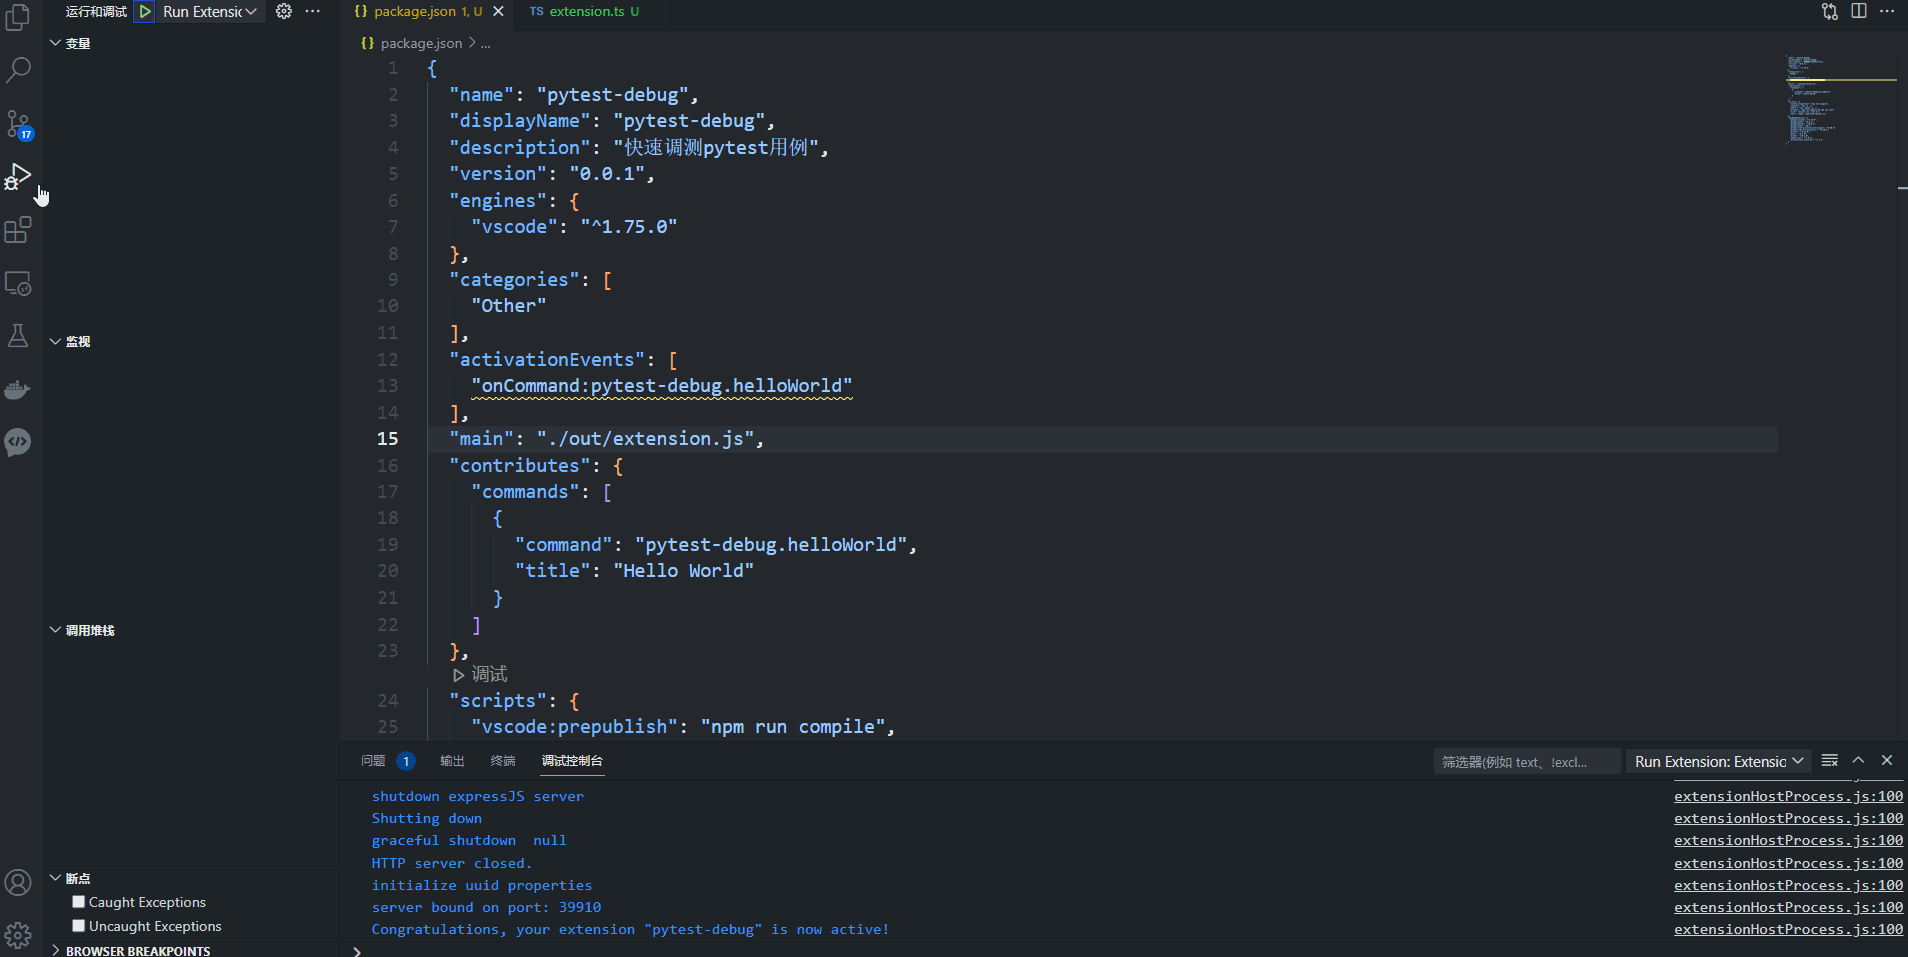 运行和调试 Run Extensic
变量
监视
调用堆栈
断点
Caught Exceptions
Uncaught Exceptions
BROWSER BREAKPOINTS
17
{} package.json 1, U
TS extension.ts U
{} package.json > ...
1 {
2 "name": "pytest-debug",
3 "displayName": "pytest-debug",
4 "description": "快速调测pytest用例",
5 "version": "0.0.1",
6 "engines": {
7 "vscode": "^1.75.0"
8 },
9 "categories": [
10 "Other"
11 ],
12 "activationEvents": [
13 "onCommand:pytest-debug.helloWorld"
14 ],
15 "main": "./out/extension.js",
16 "contributes": {
17 "commands": [
18 {
19 "command": "pytest-debug.helloWorld",
20 "title": "Hello World"
21 }
22 ]
23 },
调试
24 "scripts": {
25 "vscode:prepublish": "npm run compile",
问题 1 输出 终端 调试控制台
筛选器(例如 text、!excl...
Run Extension: Extensic
shutdown expressJS server extensionHostProcess.js:100
Shutting down extensionHostProcess.js:100
graceful shutdown  null extensionHostProcess.js:100
HTTP server closed. extensionHostProcess.js:100
initialize uuid properties extensionHostProcess.js:100
server bound on port: 39910 extensionHostProcess.js:100
Congratulations, your extension "pytest-debug" is now active! extensionHostProcess.js:100
>